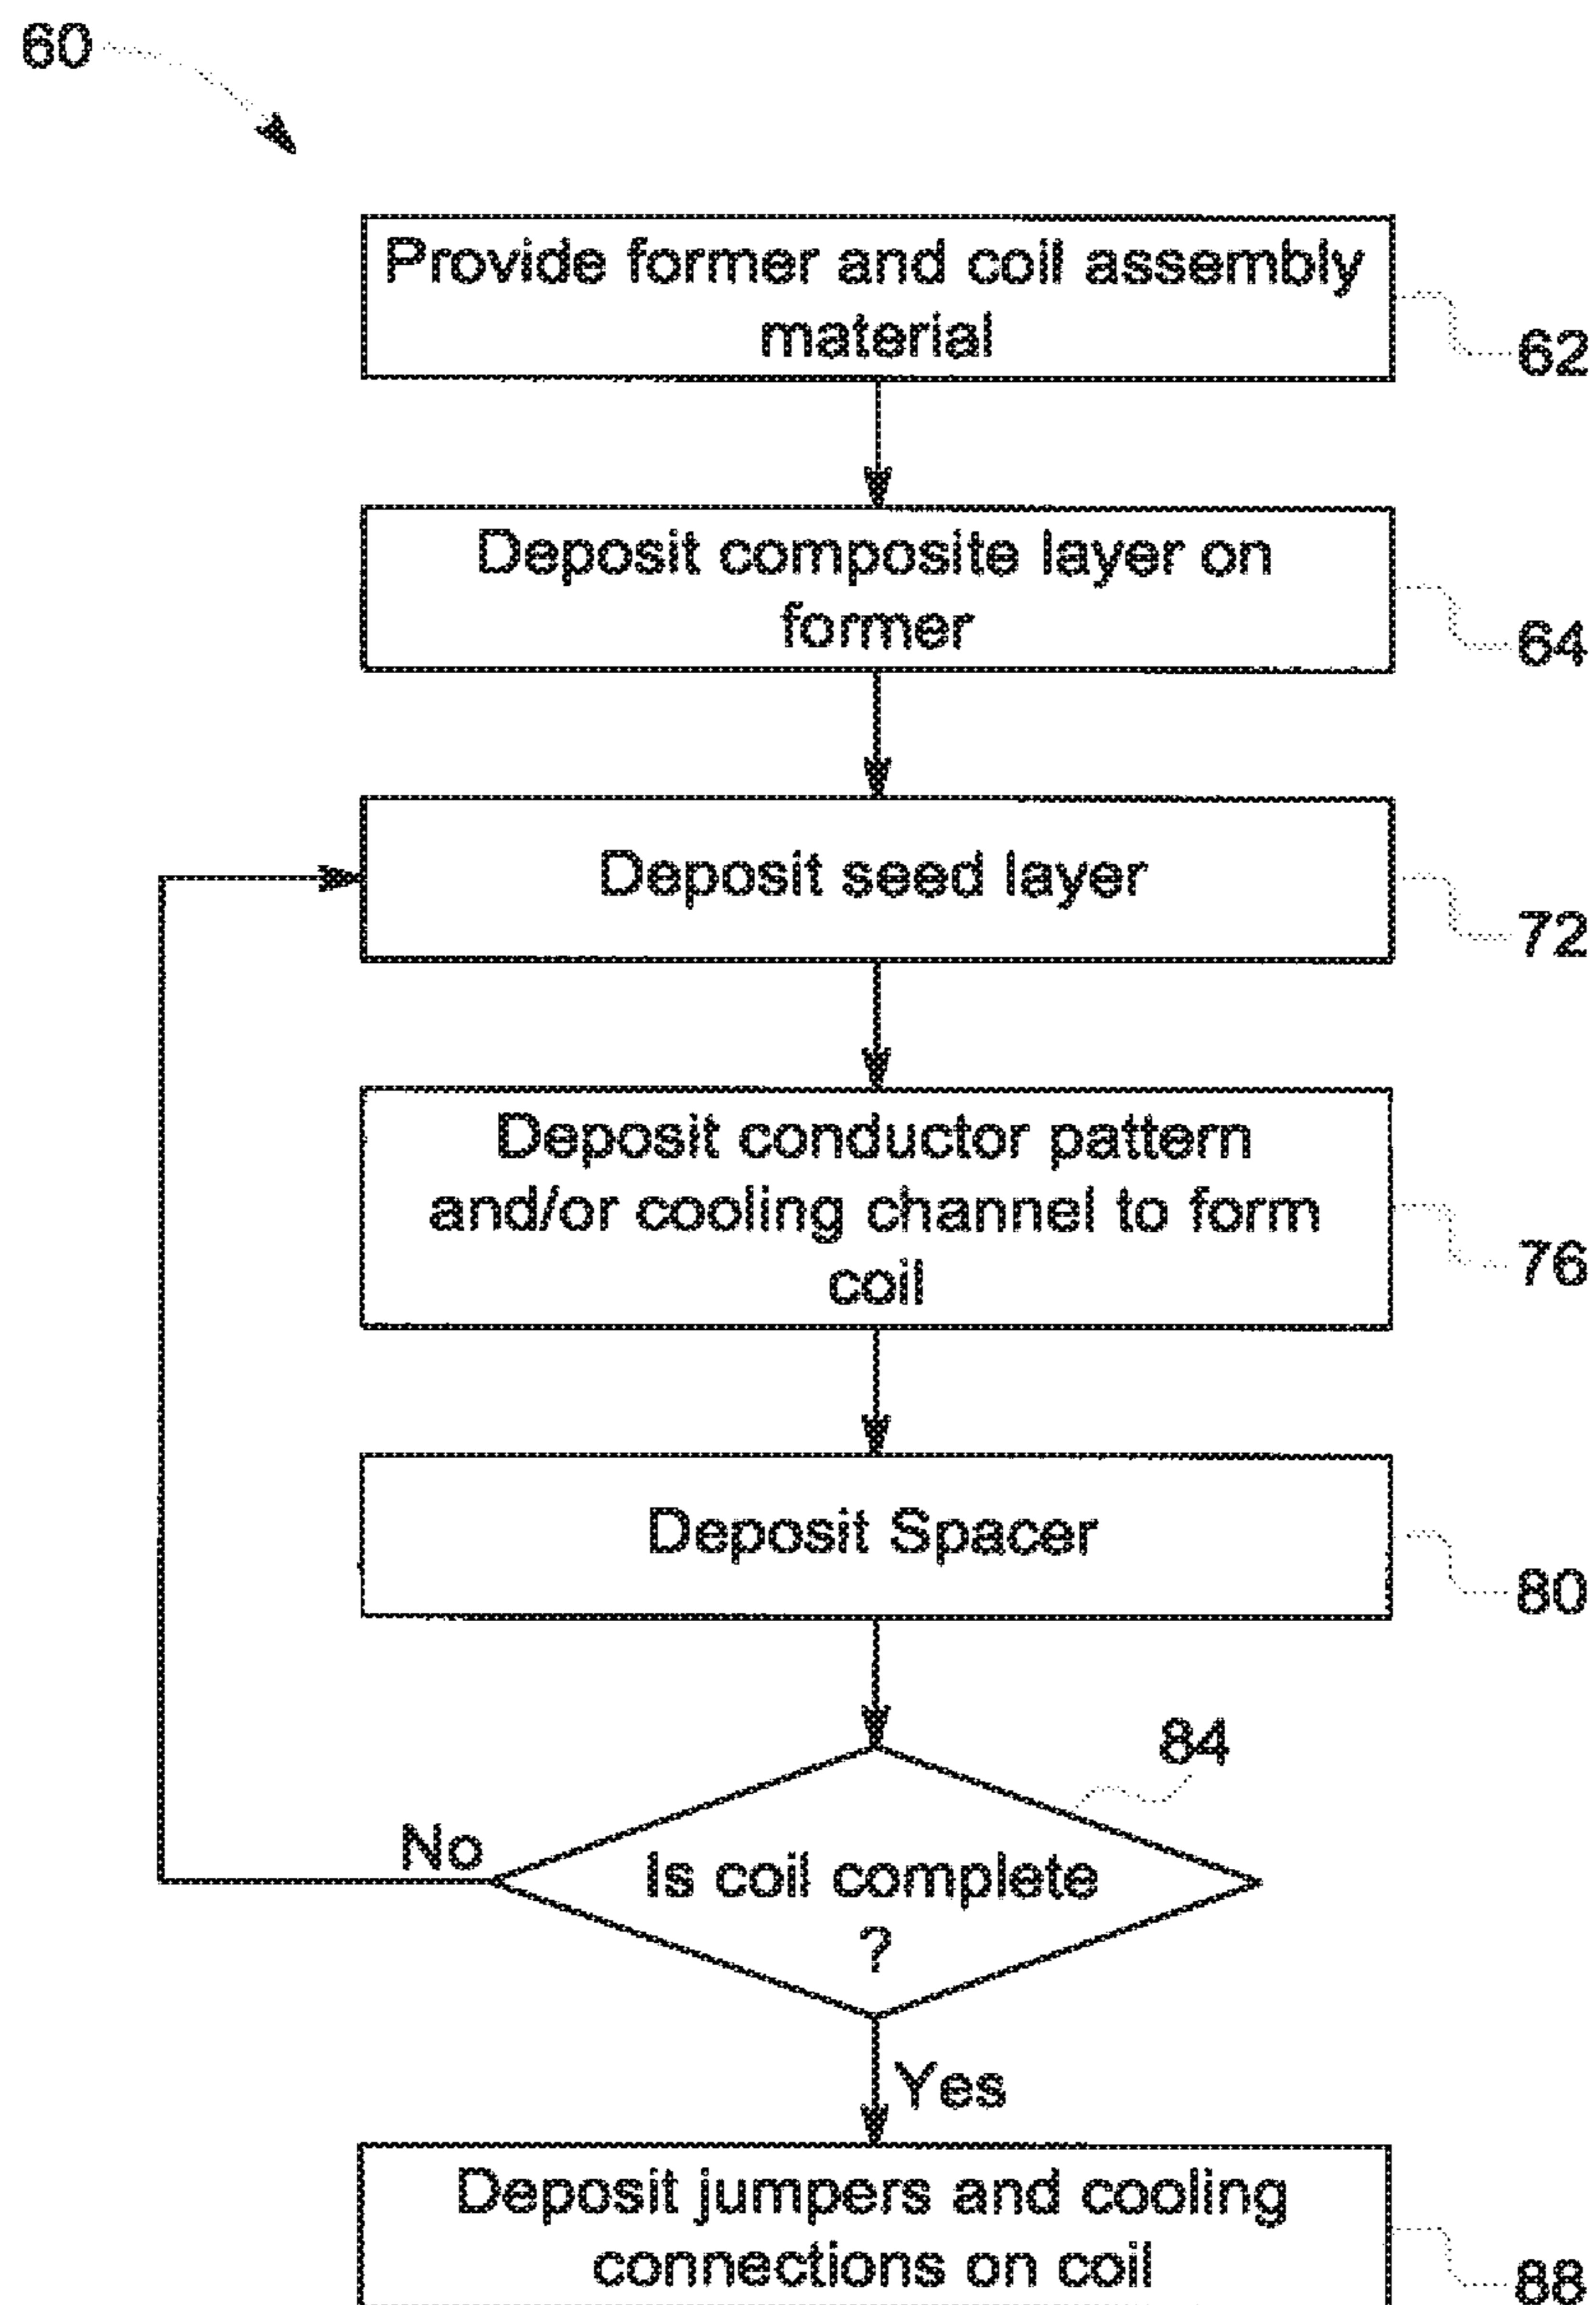 60
Provide former and coil assembly
material
62
Deposit composite layer on
former
64
Deposit seed layer
72
Deposit conductor pattern
and/or cooling channel to form
coil
76
Deposit Spacer
80
84
No
Is coil complete
?
Yes
Deposit jumpers and cooling
connections on coil
88